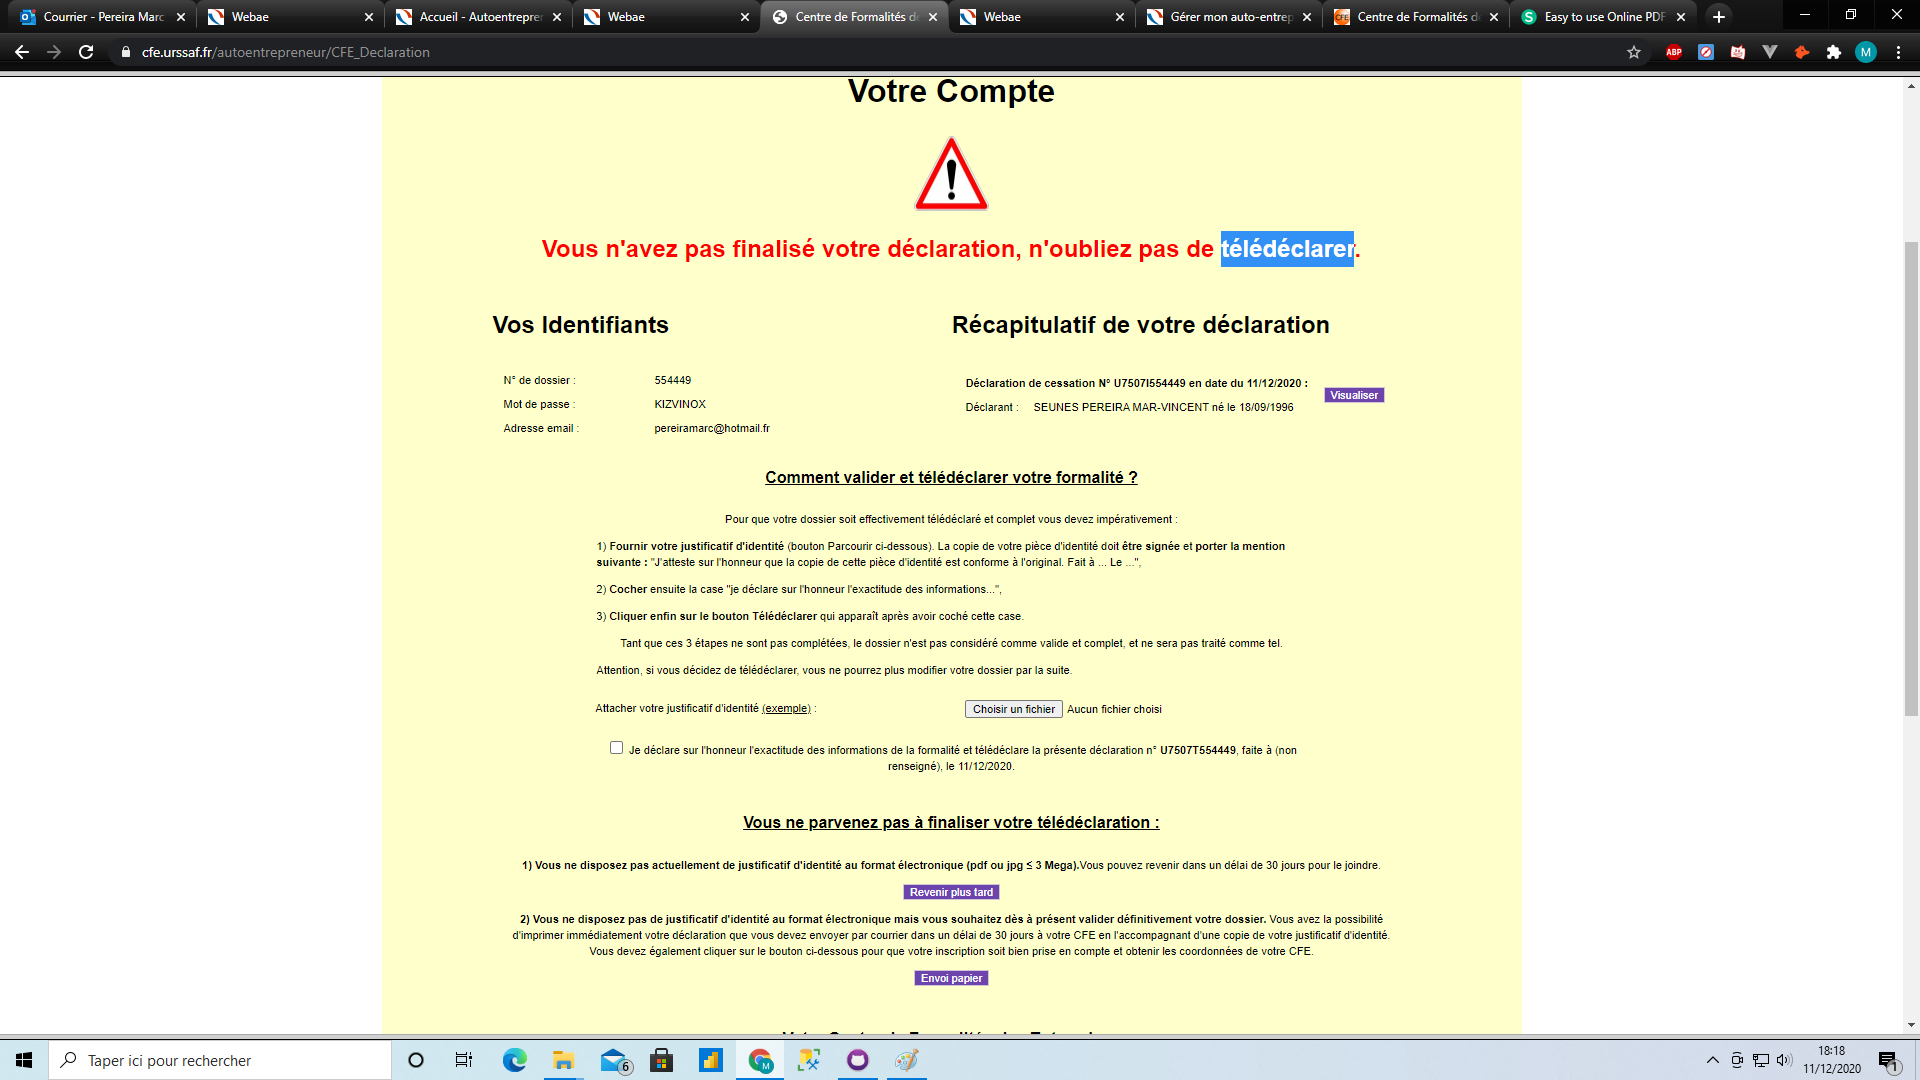 Courrier - Pereira Marc
Webae
Accueil - Autoentrepren
Webae
Centre de Formalités de
Webae
Gérer mon auto-entrep
CFE
Centre de Formalités de
Easy to use Online PDF
cfe.urssaf.fr/autoentrepreneur/CFE_Declaration
ABP
M
Votre Compte
Vous n'avez pas finalisé votre déclaration, n'oubliez pas de télédéclarer.
Vos Identifiants
N° de dossier : 554449
Mot de passe : KIZVINOX
Adresse email : pereiramarc@hotmail.fr
Récapitulatif de votre déclaration
Déclaration de cessation N° U7507I554449 en date du 11/12/2020 :
Visualiser
Déclarant : SEUNES PEREIRA MAR-VINCENT né le 18/09/1996
Comment valider et télédéclarer votre formalité ?
Pour que votre dossier soit effectivement télédéclaré et complet vous devez impérativement :
1) Fournir votre justificatif d'identité (bouton Parcourir ci-dessous). La copie de votre pièce d'identité doit être signée et porter la mention
suivante : "J'atteste sur l'honneur que la copie de cette pièce d'identité est conforme à l'original. Fait à ... Le ...",
2) Cocher ensuite la case "je déclare sur l'honneur l'exactitude des informations...",
3) Cliquer enfin sur le bouton Télédéclarer qui apparaît après avoir coché cette case.
Tant que ces 3 étapes ne sont pas complétées, le dossier n'est pas considéré comme valide et complet, et ne sera pas traité comme tel.
Attention, si vous décidez de télédéclarer, vous ne pourrez plus modifier votre dossier par la suite.
Attacher votre justificatif d'identité (exemple) :
Choisir un fichier Aucun fichier choisi
Je déclare sur l'honneur l'exactitude des informations de la formalité et télédéclare la présente déclaration n° U7507T554449, faite à (non
renseigné), le 11/12/2020.
Vous ne parvenez pas à finaliser votre télédéclaration :
1) Vous ne disposez pas actuellement de justificatif d'identité au format électronique (pdf ou jpg ≤ 3 Mega).Vous pouvez revenir dans un délai de 30 jours pour le joindre.
Revenir plus tard
2) Vous ne disposez pas de justificatif d'identité au format électronique mais vous souhaitez dès à présent valider définitivement votre dossier. Vous avez la possibilité
d'imprimer immédiatement votre déclaration que vous devez envoyer par courrier dans un délai de 30 jours à votre CFE en l'accompagnant d'une copie de votre justificatif d'identité.
Vous devez également cliquer sur le bouton ci-dessous pour que votre inscription soit bien prise en compte et obtenir les coordonnées de votre CFE.
Envoi papier
Taper ici pour rechercher
6
M
18:18
11/12/2020
1